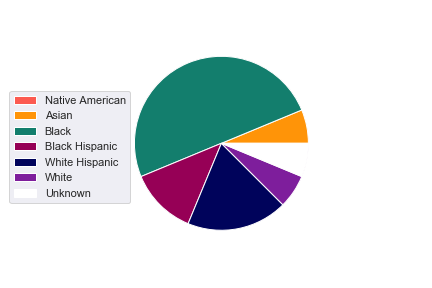 Native American
Asian
Black
Black Hispanic
White Hispanic
White
Unknown